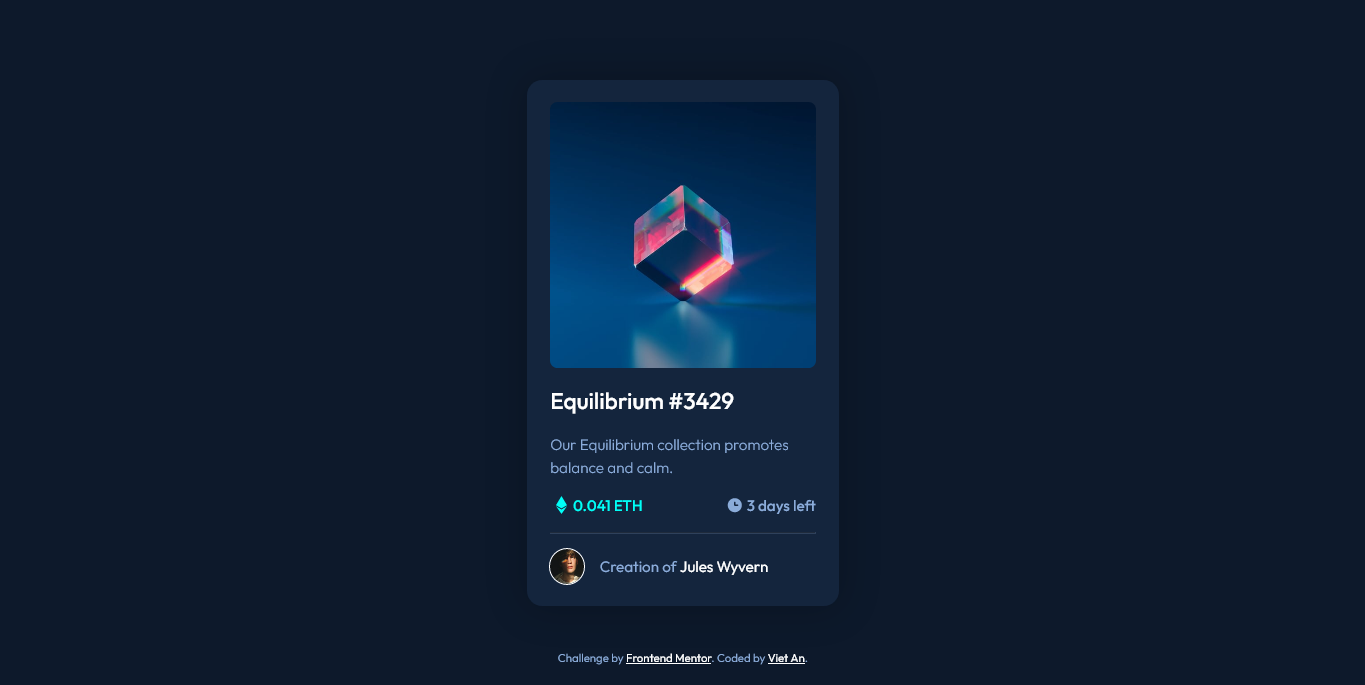 Equilibrium #3429
Our Equilibrium collection promotes
balance and calm.
0.041 ETH
3 days left
Creation of Jules Wyvern
Challenge by Frontend Mentor. Coded by Viet An.